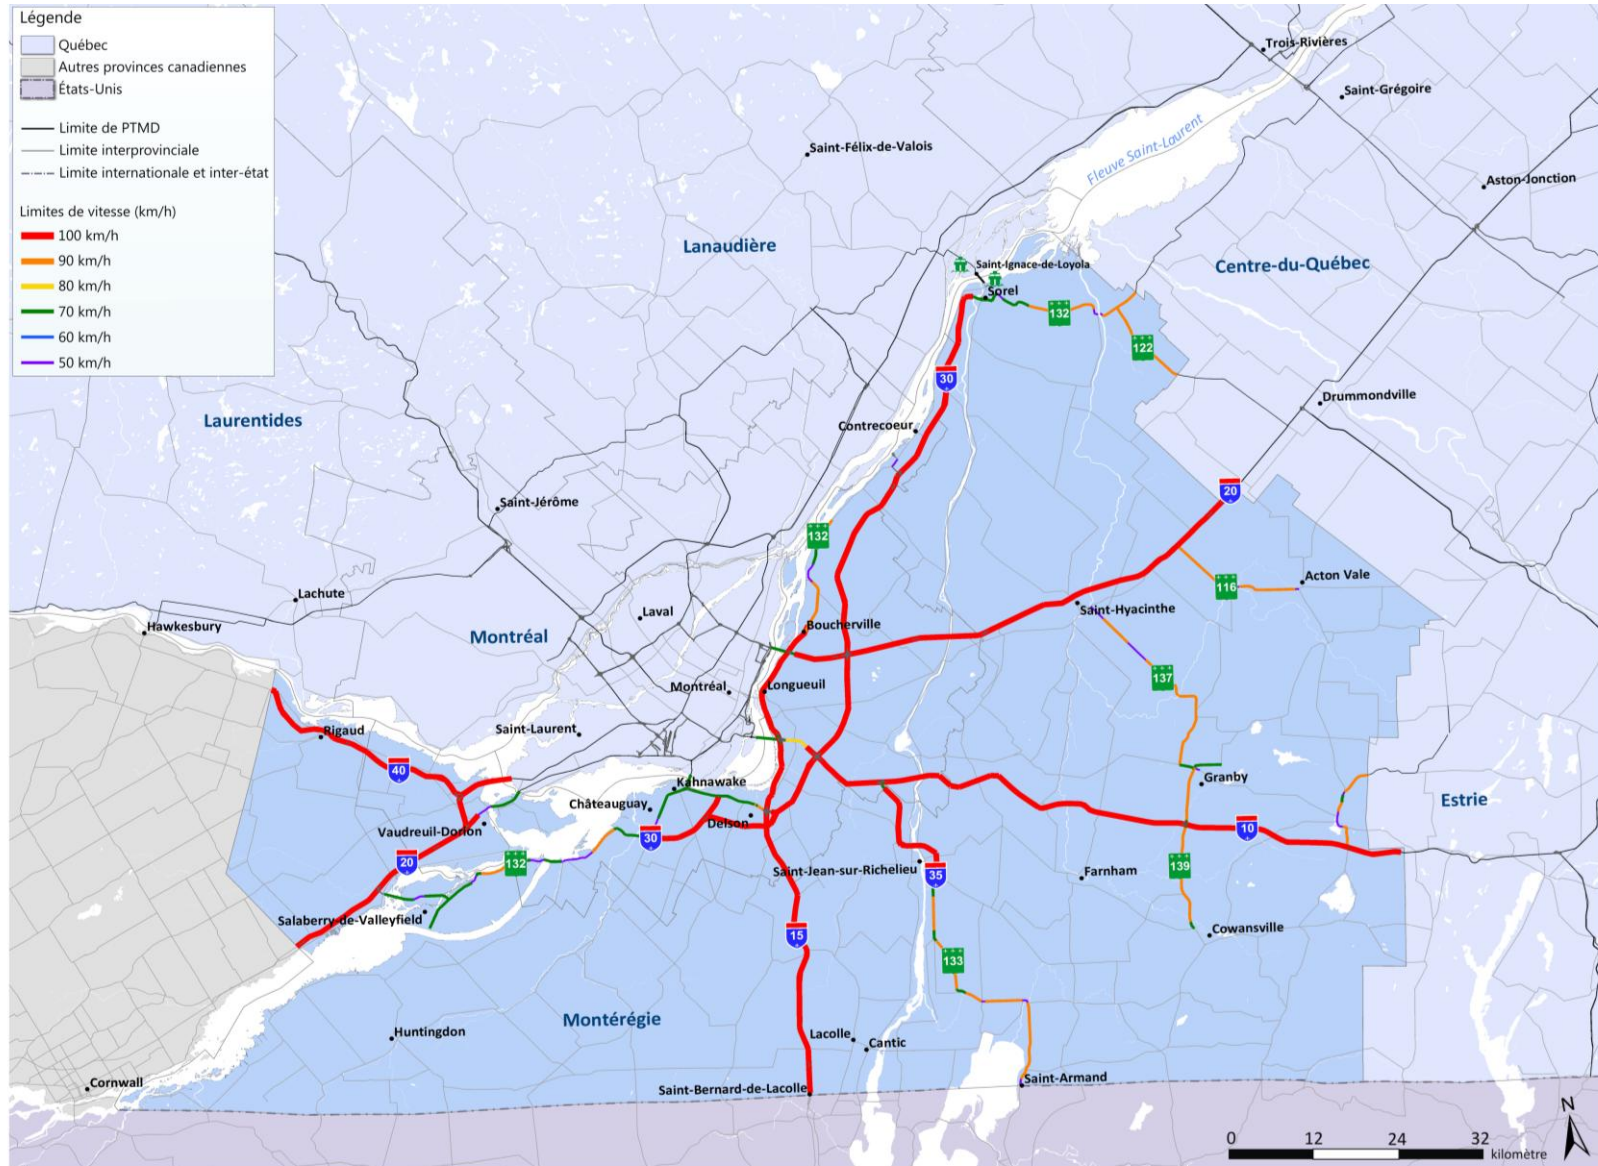 Légende
Québec
Autres provinces canadiennes
États-Unis
Limite de PTMD
Limite interprovinciale
Limite internationale et inter-état
Limites de vitesse (km/h)
100 km/h
90 km/h
80 km/h
70 km/h
60 km/h
50 km/h
Trois-Rivières
Saint-Grégoire
Fleuve Saint-Laurent
Saint-Félix-de-Valois
Aston-Jonction
Lanaudière
Centre-du-Québec
Saint-Ignace-de-Loyola
Sorel
132
122
30
Drummondville
Laurentides
Contrecoeur
20
Saint-Jérôme
132
Acton Vale
116
Lachute
Saint-Hyacinthe
Laval
Hawkesbury
Boucherville
Montréal
137
Montréal
Longueuil
Saint-Laurent
Rigaud
40
Kahnawake
Granby
Châteauguay
Estrie
Delson
Vaudreuil-Dorion
30
10
20
132
Saint-Jean-sur-Richelieu
35
Farnham
139
Salaberry-de-Valleyfield
15
Cowansville
133
Montérégie
Huntingdon
Lacolle
Cantic
Cornwall
Saint-Bernard-de-Lacolle
Saint-Armand
N
0 12 24 32
kilomètre